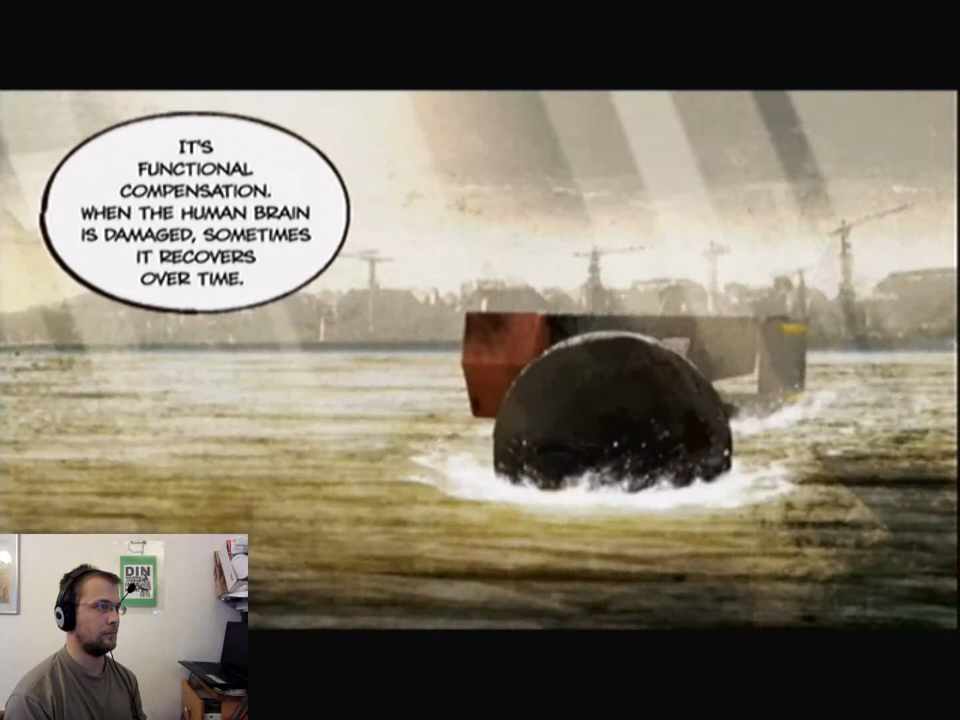 IT'S
FUNCTIONAL
COMPENSATION.
WHEN THE HUMAN BRAIN
IS DAMAGED, SOMETIMES
IT RECOVERS
OVER TIME.
DIN